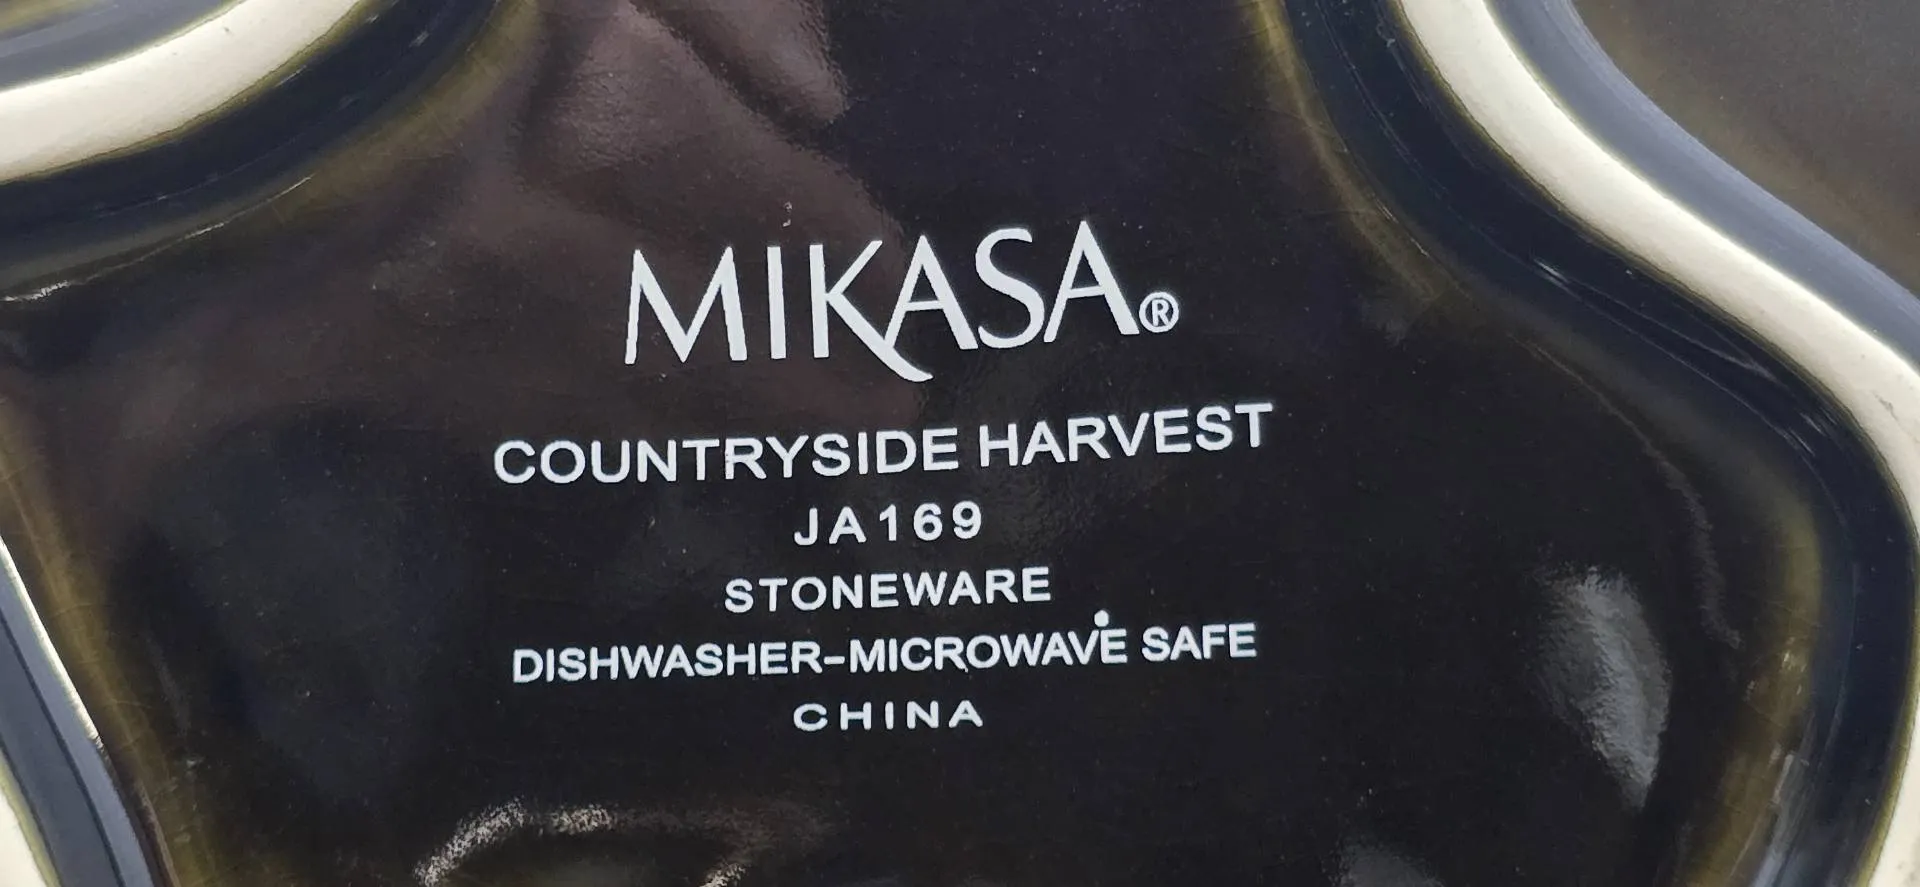 MIKASA®
COUNTRYSIDE HARVEST
JA169
STONEWARE
DISHWASHER-MICROWAVE SAFE
CHINA